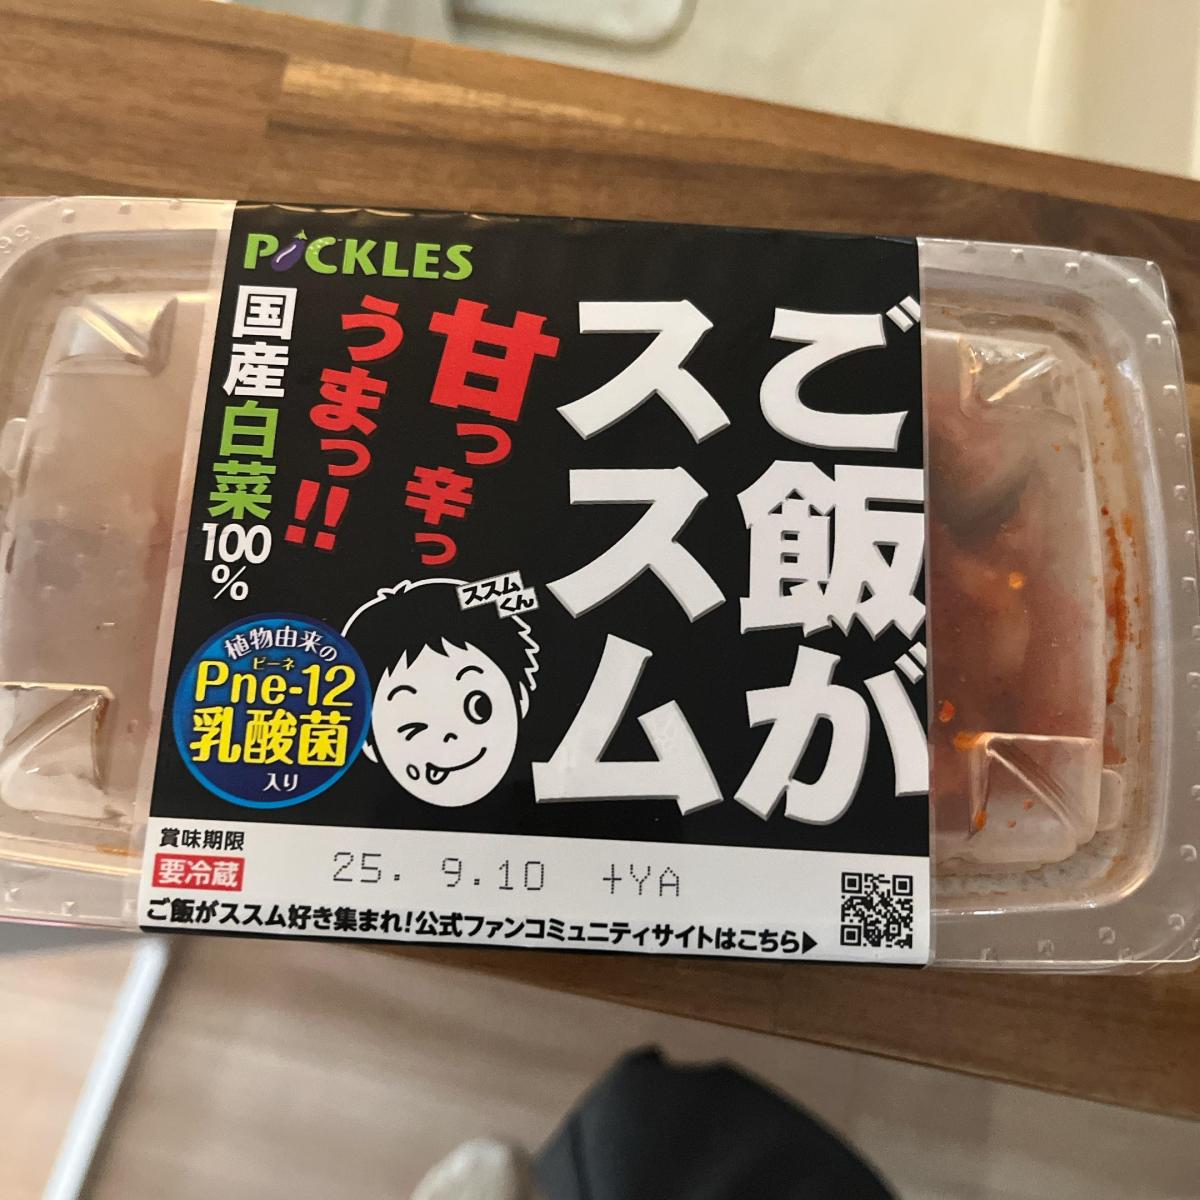 PICKLES
ご飯が
ススム
甘っ辛っ
うまっ!!
国産白菜100%
ススム
くん
植物由来の
ピーネ
Pne-12
乳酸菌
入り
賞味期限
要冷蔵
25. 9.10 +YA
ご飯がススム好き集まれ!公式ファンコミュニティサイトはこちら▶